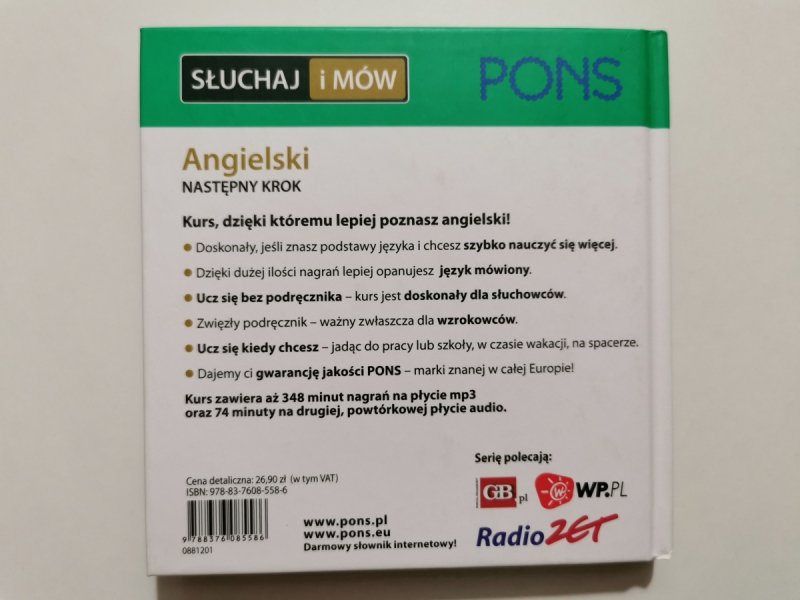 SŁUCHAJ i MÓW
PONS
Angielski
NASTĘPNY KROK
Kurs, dzięki któremu lepiej poznasz angielski!
Doskonały, jeśli znasz podstawy języka i chcesz szybko nauczyć się więcej.
Dzięki dużej ilości nagrań lepiej opanujesz język mówiony.
Ucz się bez podręcznika – kurs jest doskonały dla słuchowców.
Zwięzły podręcznik – ważny zwłaszcza dla wzrokowców.
Ucz się kiedy chcesz – jadąc do pracy lub szkoły, w czasie wakacji, na spacerze.
Dajemy ci gwarancję jakości PONS – marki znanej w całej Europie!
Kurs zawiera aż 348 minut nagrań na płycie mp3
oraz 74 minuty na drugiej, powtórkowej płycie audio.
Serię polecają:
GB.pl
WP.PL
Radio ZET
Cena detaliczna: 26,90 zł (w tym VAT)
ISBN: 978-83-7608-558-6
9 788376 085586
0881201
www.pons.pl
www.pons.eu
Darmowy słownik internetowy!